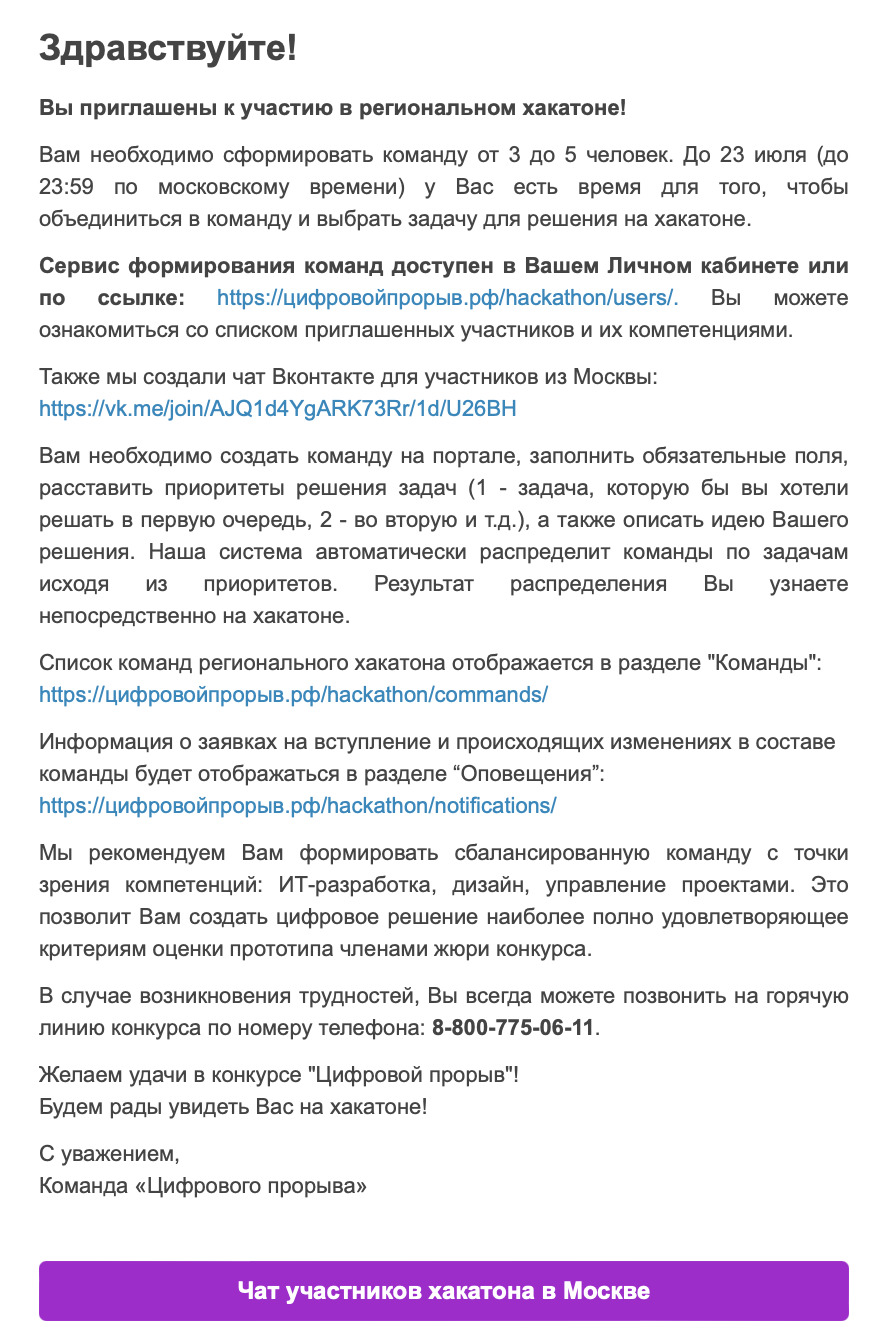 Здравствуйте!
Вы приглашены к участию в региональном хакатоне!
Вам необходимо сформировать команду от 3 до 5 человек. До 23 июля (до
23:59 по московскому времени) у Вас есть время для того, чтобы
объединиться в команду и выбрать задачу для решения на хакатоне.
Сервис формирования команд доступен в Вашем Личном кабинете или
по ссылке: https://цифровойпрорыв.рф/hackathon/users/. Вы можете
ознакомиться со списком приглашенных участников и их компетенциями.
Также мы создали чат Вконтакте для участников из Москвы:
https://vk.me/join/AJQ1d4YgARK73Rr/1d/U26BH
Вам необходимо создать команду на портале, заполнить обязательные поля,
расставить приоритеты решения задач (1 - задача, которую бы вы хотели
решать в первую очередь, 2 - во вторую и т.д.), а также описать идею Вашего
решения. Наша система автоматически распределит команды по задачам
исходя из приоритетов. Результат распределения Вы узнаете
непосредственно на хакатоне.
Список команд регионального хакатона отображается в разделе "Команды":
https://цифровойпрорыв.рф/hackathon/commands/
Информация о заявках на вступление и происходящих изменениях в составе
команды будет отображаться в разделе “Оповещения”:
https://цифровойпрорыв.рф/hackathon/notifications/
Мы рекомендуем Вам формировать сбалансированную команду с точки
зрения компетенций: ИТ-разработка, дизайн, управление проектами. Это
позволит Вам создать цифровое решение наиболее полно удовлетворяющее
критериям оценки прототипа членами жюри конкурса.
В случае возникновения трудностей, Вы всегда можете позвонить на горячую
линию конкурса по номеру телефона: 8-800-775-06-11.
Желаем удачи в конкурсе "Цифровой прорыв"!
Будем рады увидеть Вас на хакатоне!
С уважением,
Команда «Цифрового прорыва»
Чат участников хакатона в Москве